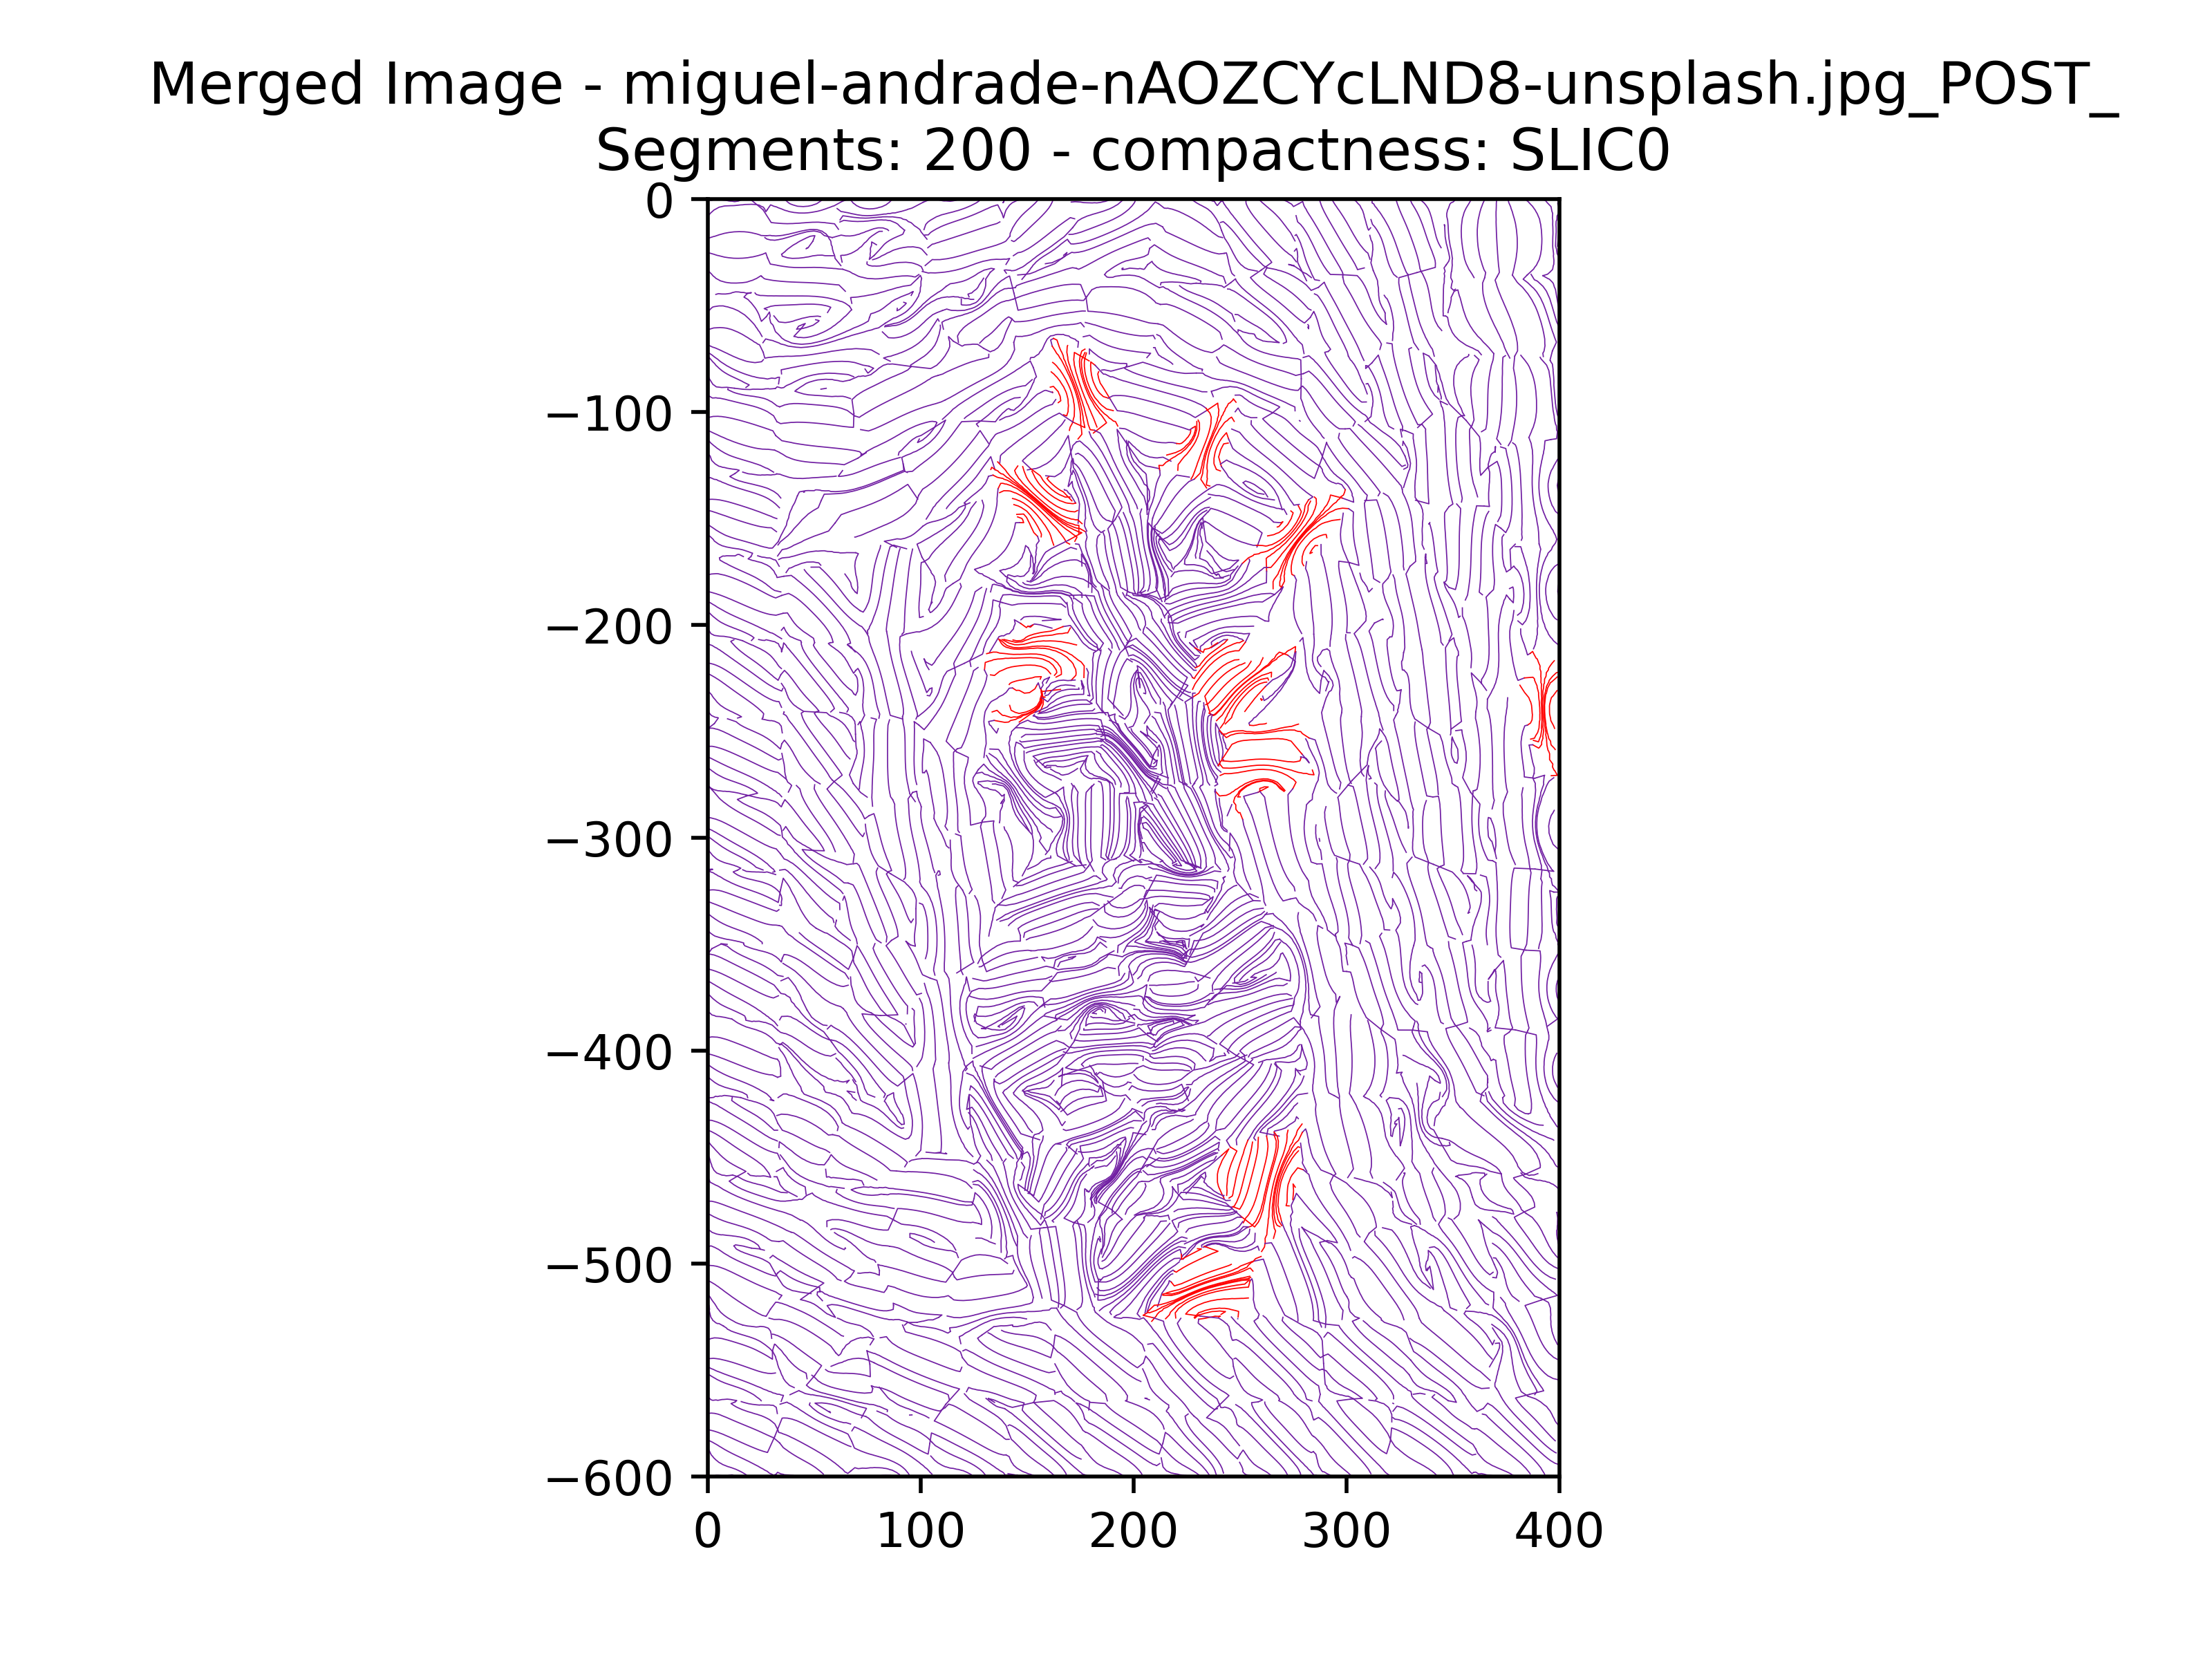 Merged Image - miguel-andrade-nAOZCYcLND8-unsplash.jpg_POST_
Segments: 200 - compactness: SLIC0
0
−100
−200
−300
−400
−500
−600
0 100 200 300 400